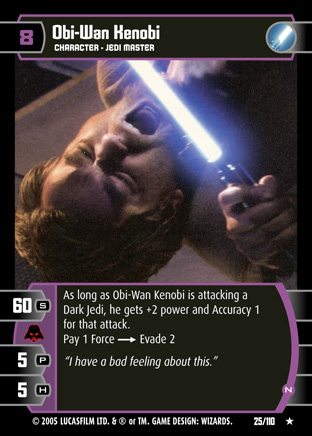 8
Obi-Wan Kenobi
CHARACTER - JEDI MASTER
60 S
As long as Obi-Wan Kenobi is attacking a
Dark Jedi, he gets +2 power and Accuracy 1
for that attack.
Pay 1 Force → Evade 2
5 P
“I have a bad feeling about this.”
5 H
N
© 2005 LUCASFILM LTD. & ® or TM. GAME DESIGN: WIZARDS. 25/110 ★